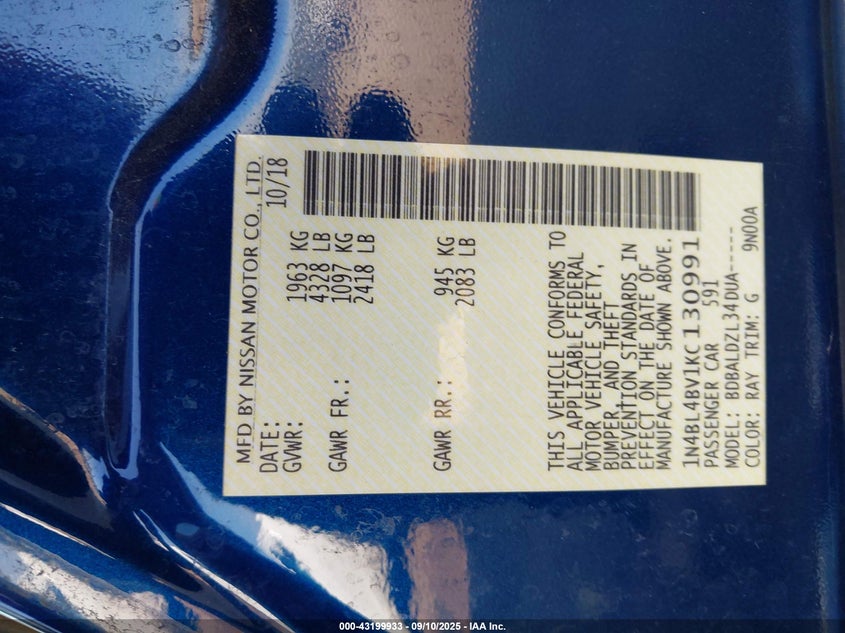 MFD BY NISSAN MOTOR CO., LTD.
DATE: 10/18
GVWR: 1963 KG
4328 LB
GAWR FR.: 1097 KG
2418 LB
GAWR RR.: 945 KG
2083 LB
THIS VEHICLE CONFORMS TO
ALL APPLICABLE FEDERAL
MOTOR VEHICLE SAFETY,
BUMPER, AND THEFT
PREVENTION STANDARDS IN
EFFECT ON THE DATE OF
MANUFACTURE SHOWN ABOVE.
1N4BL4BV1KC130991
PASSENGER CAR 591
MODEL: BDBALDZL34DUA-----
COLOR: RAY TRIM: G 9N00A
000-43199933 - 09/10/2025 - IAA Inc.